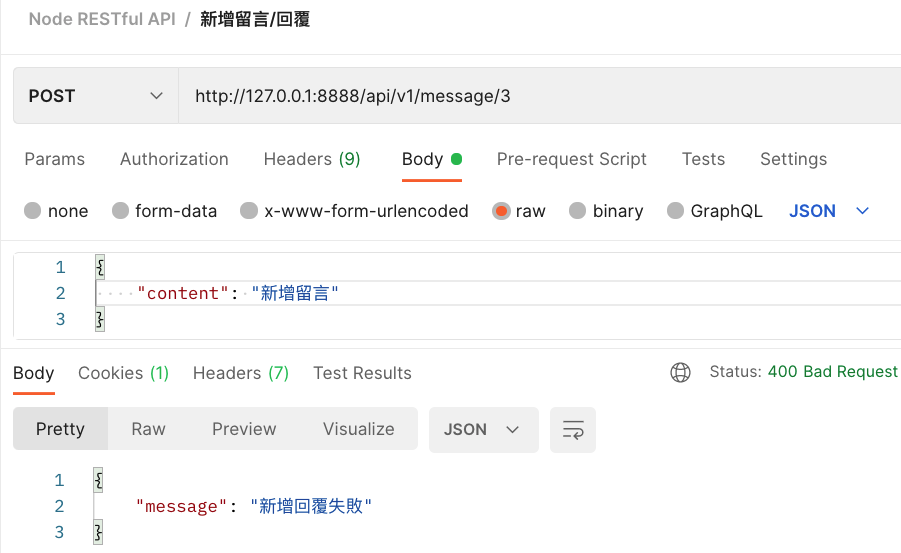 Node RESTful API / 新增留言/回覆
POST http://127.0.0.1:8888/api/v1/message/3
Params Authorization Headers (9) Body Pre-request Script Tests Settings
none form-data x-www-form-urlencoded raw binary GraphQL JSON
1 {
2 "content": "新增留言"
3 }
Body Cookies (1) Headers (7) Test Results Status: 400 Bad Request
Pretty Raw Preview Visualize JSON
1 {
2 "message": "新增回覆失敗"
3 }